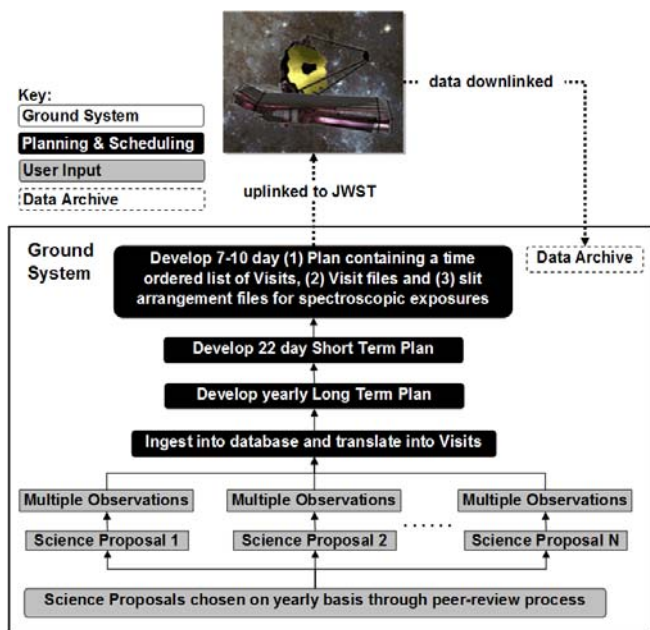 data downlinked
Key:
Ground System
Planning & Scheduling
User Input
Data Archive
uplinked to JWST
Ground
System
Develop 7-10 day (1) Plan containing a time
ordered list of Visits, (2) Visit files and (3) slit
arrangement files for spectroscopic exposures
Data Archive
Develop 22 day Short Term Plan
Develop yearly Long Term Plan
Ingest into database and translate into Visits
Multiple Observations
Multiple Observations
Multiple Observations
Science Proposal 1
Science Proposal 2
. . . . . .
Science Proposal N
Science Proposals chosen on yearly basis through peer-review process